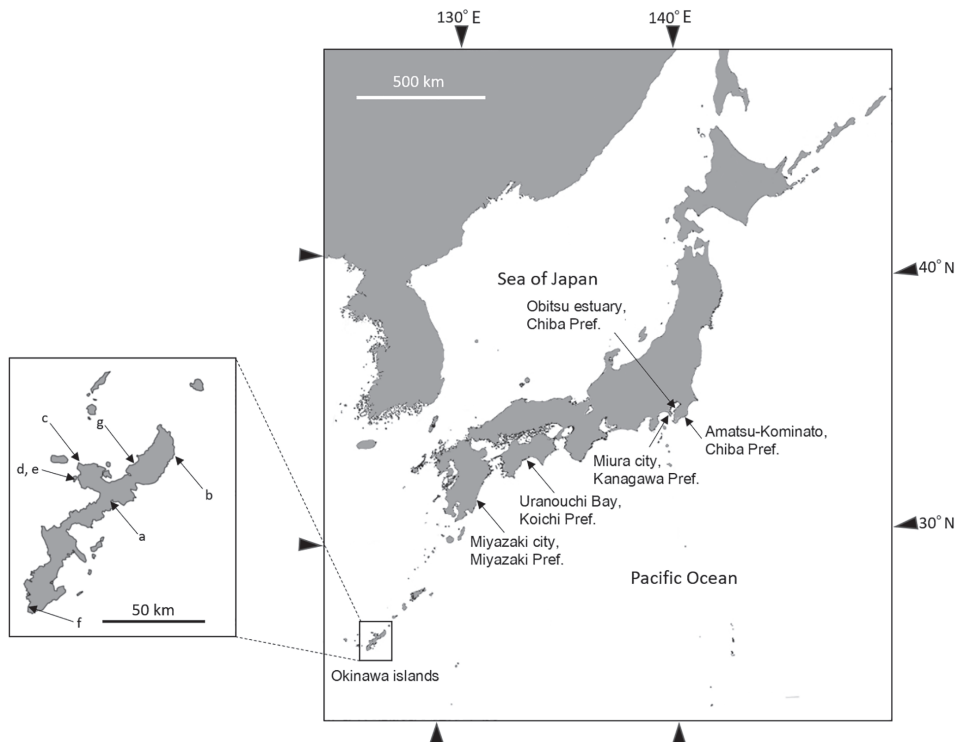 130° E
140° E
500 km
40° N
Sea of Japan
Obitsu estuary,
Chiba Pref.
Amatsu-Kominato,
Chiba Pref.
Miura city,
Kanagawa Pref.
Uranouchi Bay,
Koichi Pref.
30° N
Miyazaki city,
Miyazaki Pref.
Pacific Ocean
Okinawa islands
c
g
d, e
b
a
50 km
f